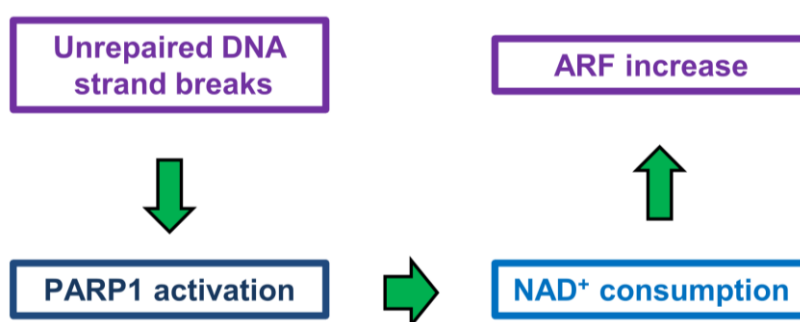 Unrepaired DNA
strand breaks
ARF increase
PARP1 activation
NAD⁺ consumption